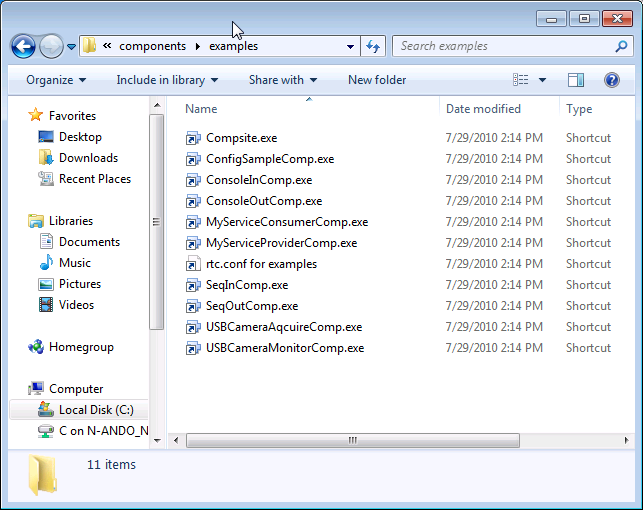 components examples Search examples
Organize Include in library Share with New folder
Name Date modified Type
Favorites
Desktop
Downloads
Recent Places
Libraries
Documents
Music
Pictures
Videos
Homegroup
Computer
Local Disk (C:)
C on N-ANDO_N
Compsite.exe 7/29/2010 2:14 PM Shortcut
ConfigSampleComp.exe 7/29/2010 2:14 PM Shortcut
ConsoleInComp.exe 7/29/2010 2:14 PM Shortcut
ConsoleOutComp.exe 7/29/2010 2:14 PM Shortcut
MyServiceConsumerComp.exe 7/29/2010 2:14 PM Shortcut
MyServiceProviderComp.exe 7/29/2010 2:14 PM Shortcut
rtc.conf for examples 7/29/2010 2:14 PM Shortcut
SeqInComp.exe 7/29/2010 2:14 PM Shortcut
SeqOutComp.exe 7/29/2010 2:14 PM Shortcut
USBCameraAqcuireComp.exe 7/29/2010 2:14 PM Shortcut
USBCameraMonitorComp.exe 7/29/2010 2:14 PM Shortcut
11 items